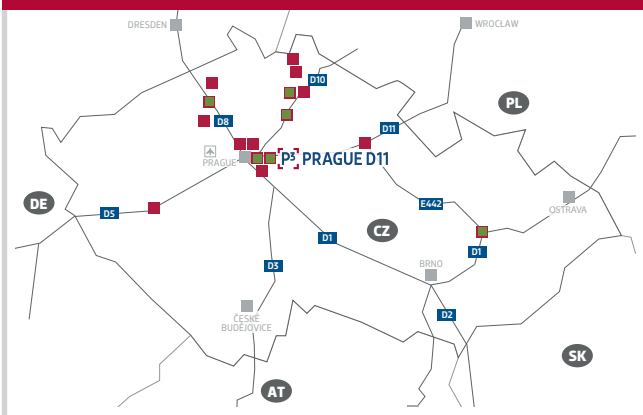 DRESDEN
WROCŁAW
D10
PL
D8
D11
PRAGUE
P³ PRAGUE D11
DE
D5
E442
OSTRAVA
CZ
D1
D1
BRNO
D3
D2
ČESKÉ
BUDĚJOVICE
SK
AT